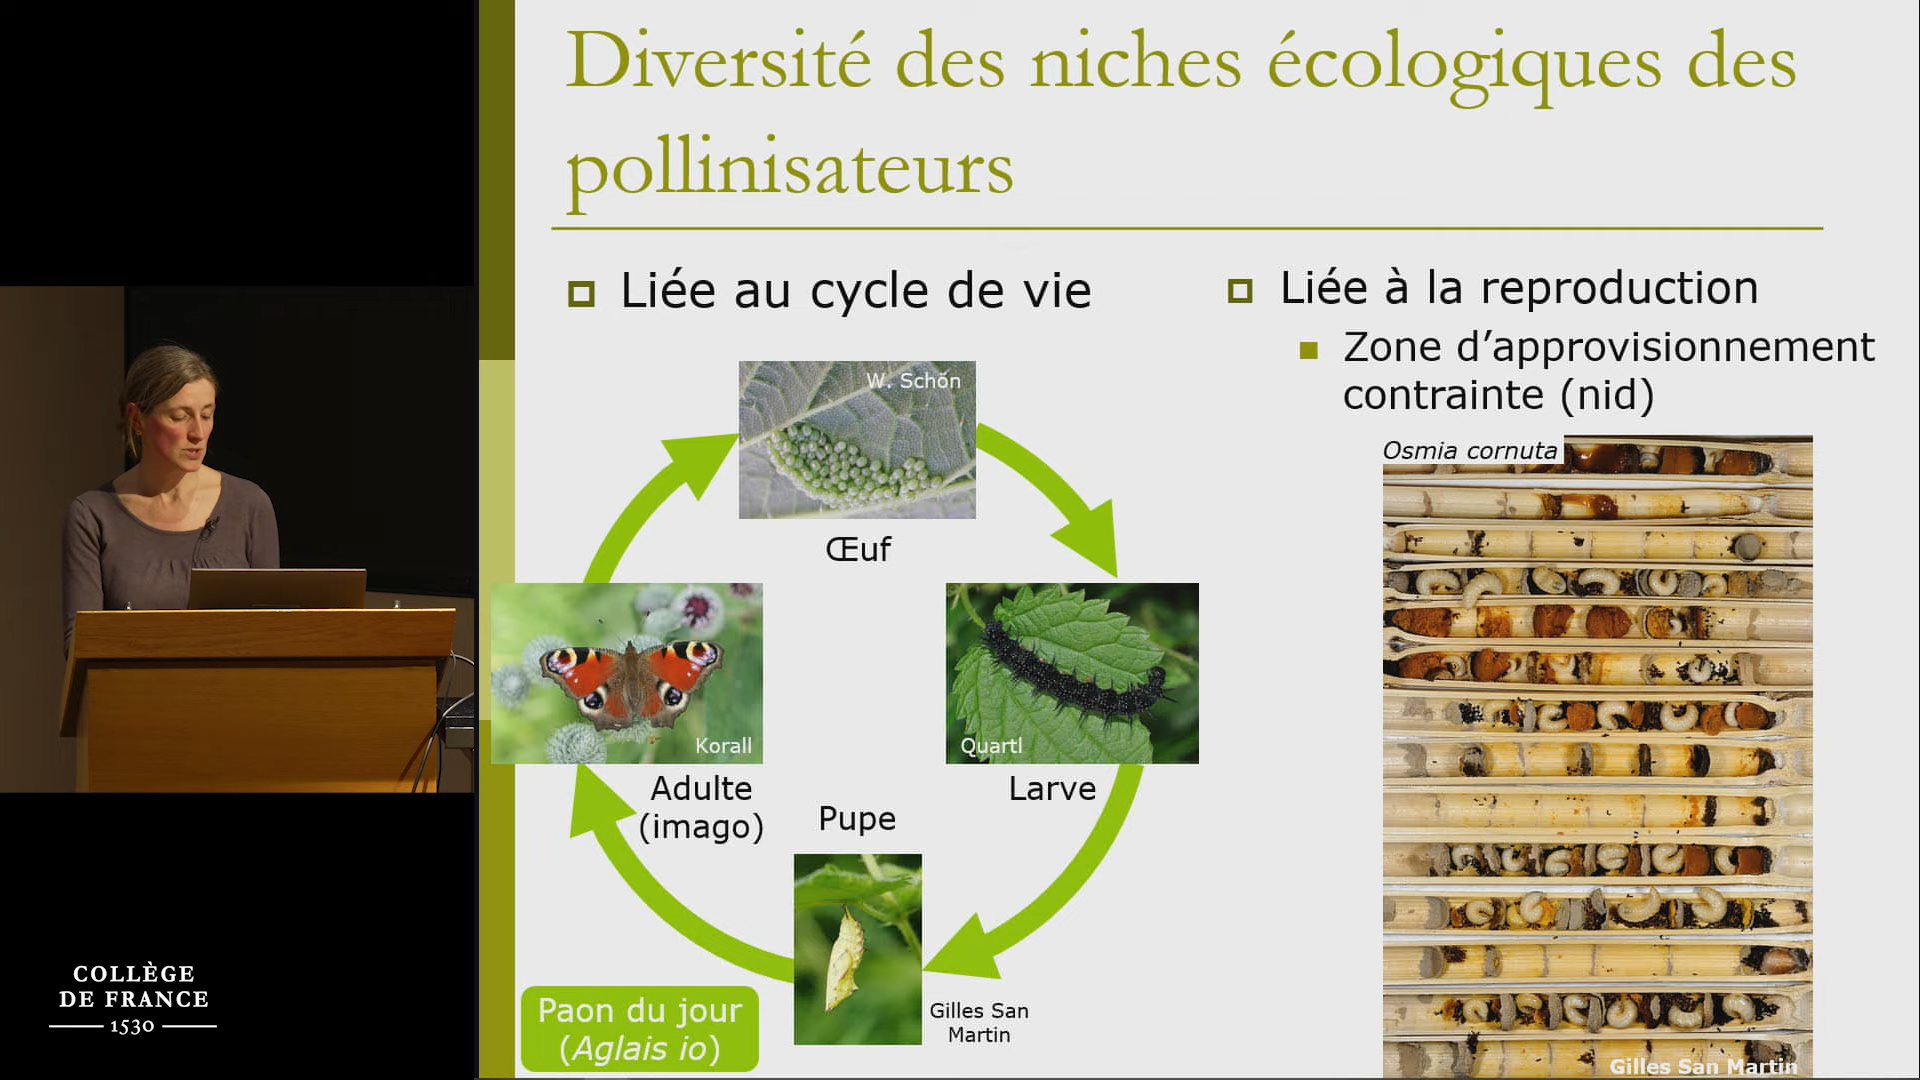 Diversité des niches écologiques des
pollinisateurs
Liée au cycle de vie
W. Schőn
Œuf
Korall
Adulte
(imago)
Quartl
Larve
Pupe
Gilles San
Martin
Paon du jour
(Aglais io)
Liée à la reproduction
Zone d’approvisionnement
contrainte (nid)
Osmia cornuta
Gilles San Martin
COLLÈGE
DE FRANCE
1530